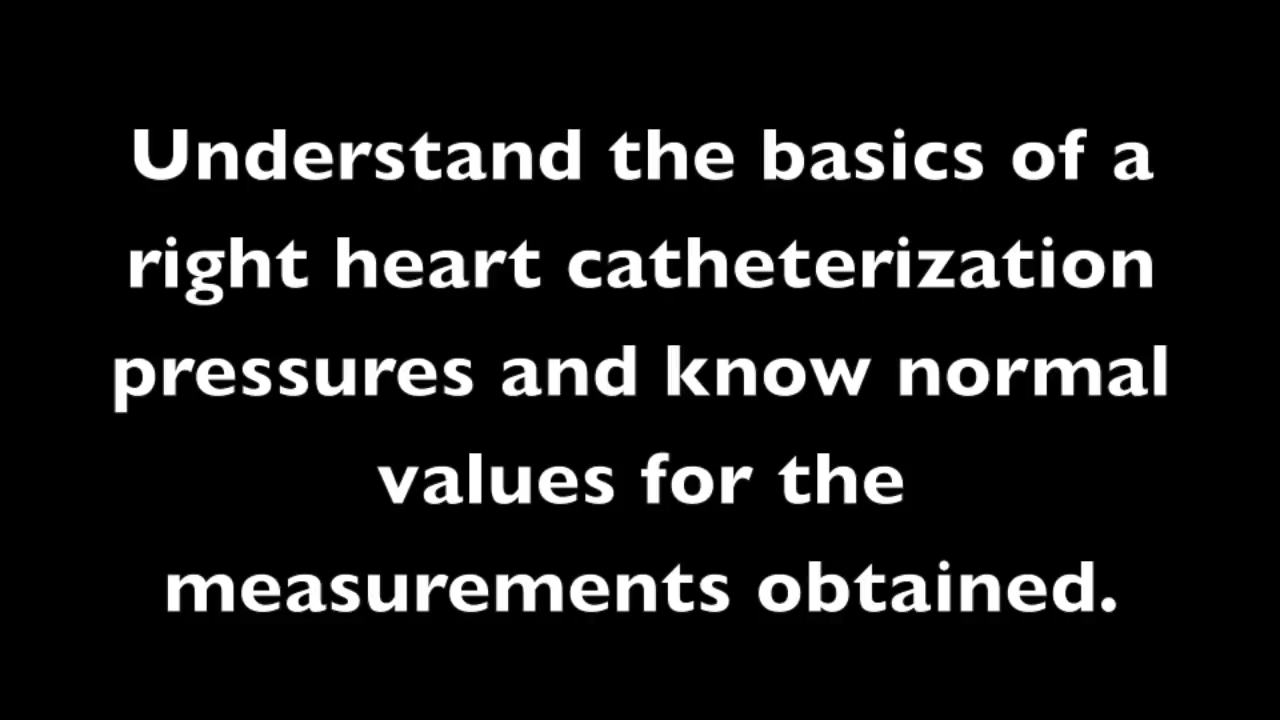 Understand the basics of a
right heart catheterization
pressures and know normal
values for the
measurements obtained.